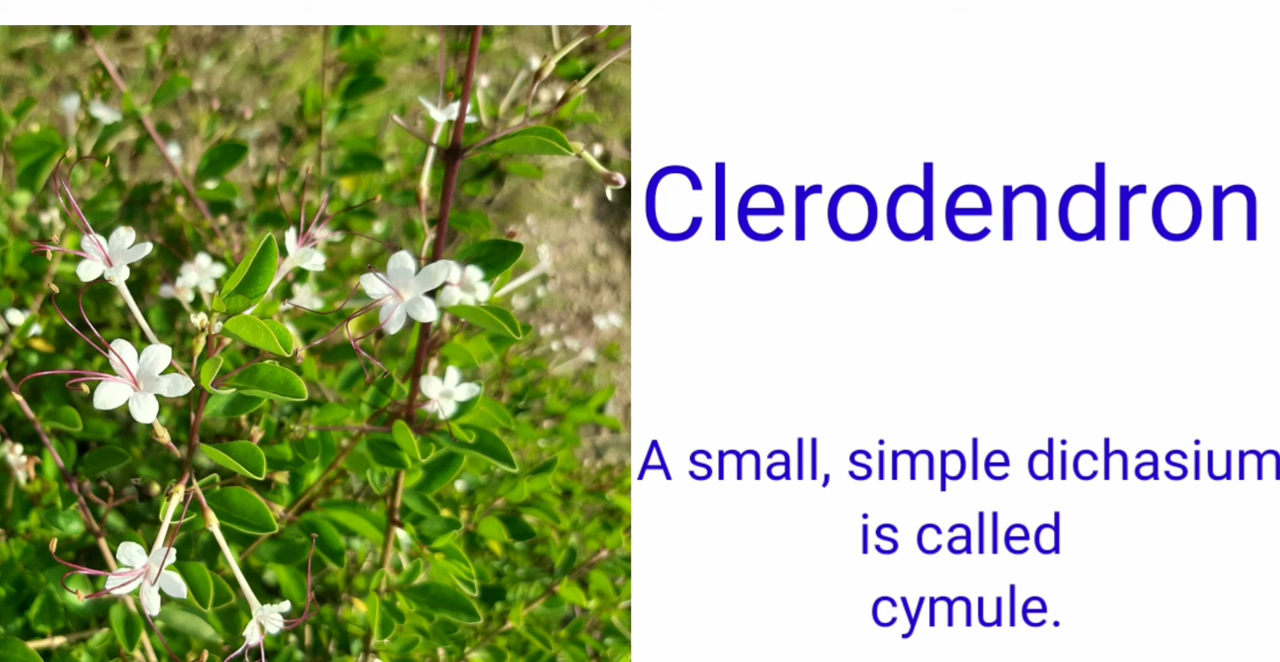 Clerodendron
A small, simple dichasium
is called
cymule.